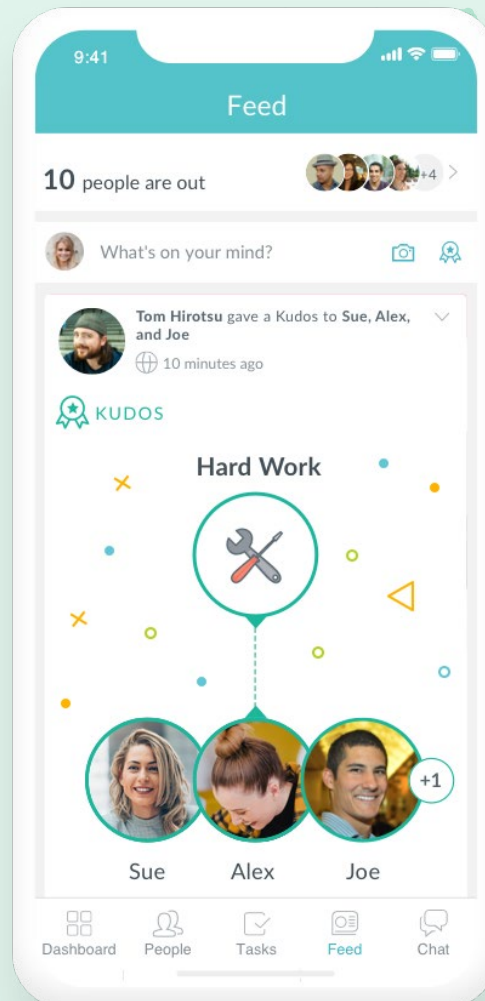 9:41
Feed
10 people are out
+4
What's on your mind?
Tom Hirotsu gave a Kudos to Sue, Alex,
and Joe
10 minutes ago
KUDOS
Hard Work
+1
Sue Alex Joe
Dashboard People Tasks Feed Chat